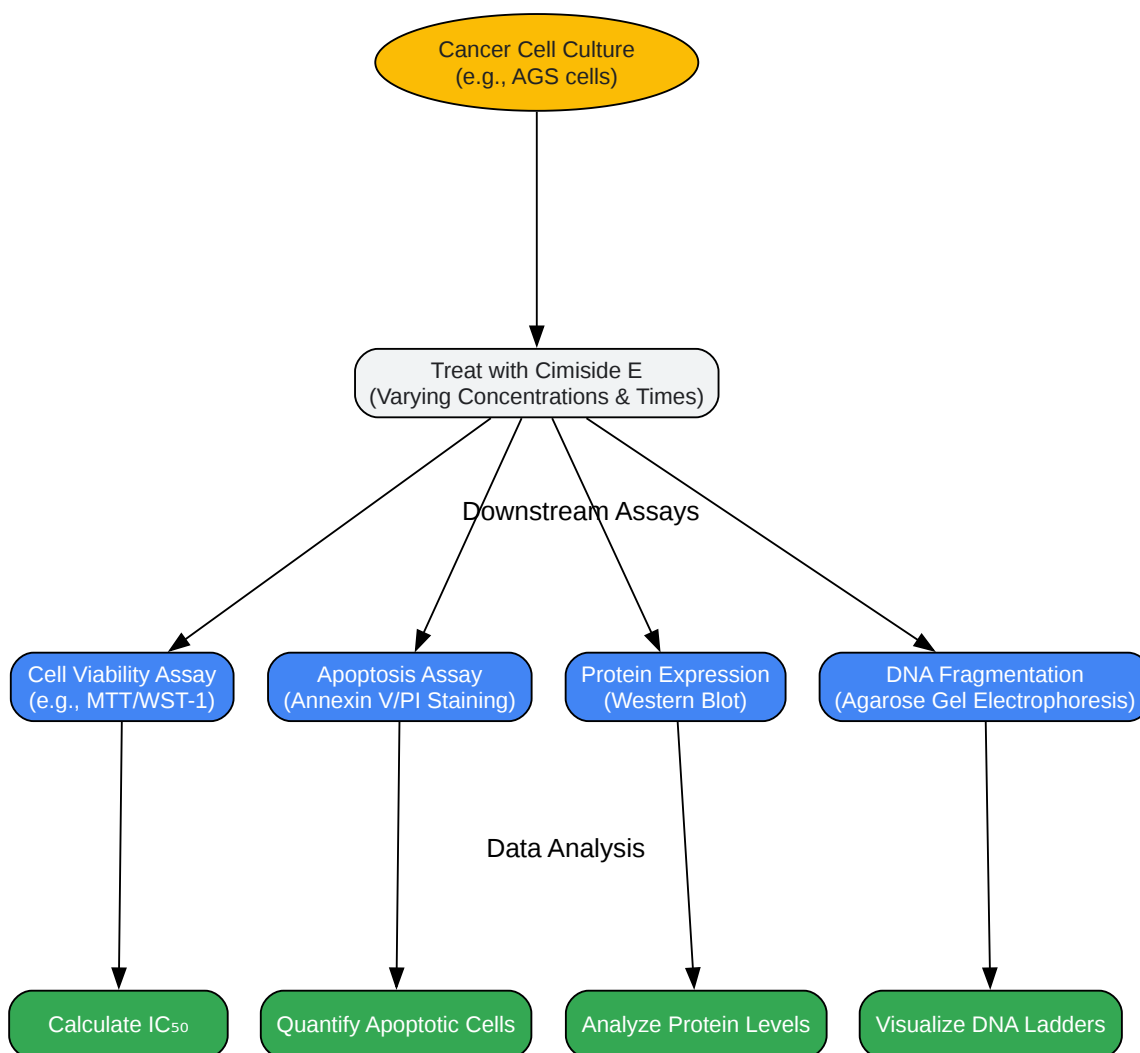 Cancer Cell Culture
(e.g., AGS cells)
Treat with Cimiside E
(Varying Concentrations & Times)
Downstream Assays
Cell Viability Assay
(e.g., MTT/WST-1)
Apoptosis Assay
(Annexin V/PI Staining)
Protein Expression
(Western Blot)
DNA Fragmentation
(Agarose Gel Electrophoresis)
Data Analysis
Calculate IC₅₀
Quantify Apoptotic Cells
Analyze Protein Levels
Visualize DNA Ladders